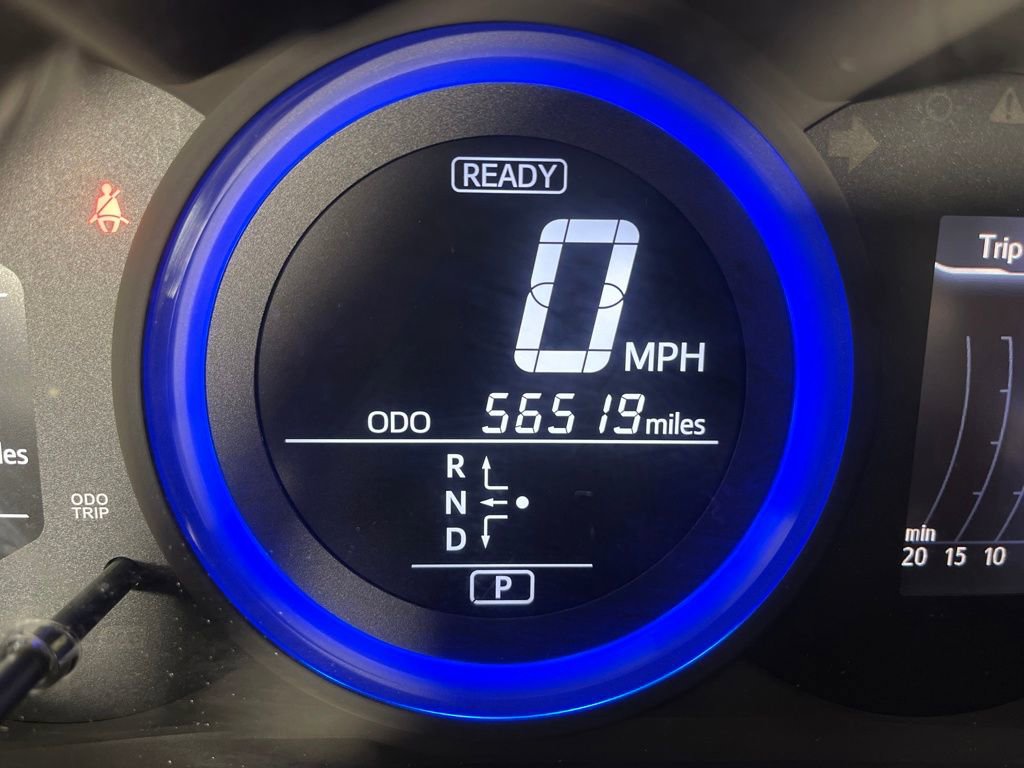 READY
Trip
0 MPH
ODO 56519 miles
les
R
N
D
ODO
TRIP
min
20 15 10
P